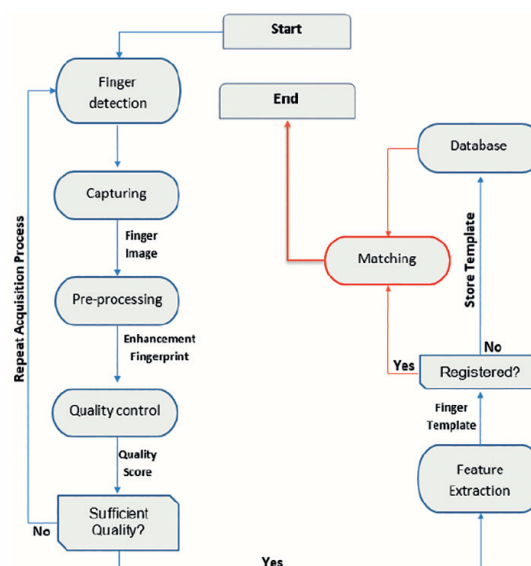 Start
Finger
detection
End
Database
Capturing
Finger
Image
Matching
Store Template
Repeat Acquisition Process
Pre-processing
Enhancement
Fingerprint
No
Yes
Registered?
Quality control
Finger
Template
Quality
Score
Feature
Extraction
Sufficient
Quality?
No
Yes